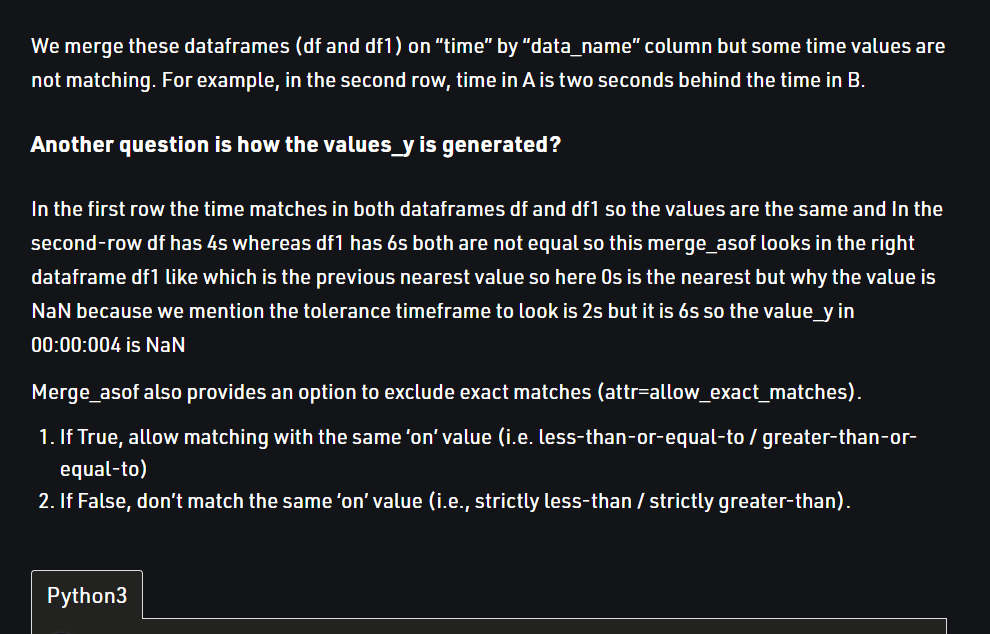 We merge these dataframes (df and df1) on “time” by “data_name” column but some time values are
not matching. For example, in the second row, time in A is two seconds behind the time in B.
Another question is how the values_y is generated?
In the first row the time matches in both dataframes df and df1 so the values are the same and In the
second-row df has 4s whereas df1 has 6s both are not equal so this merge_asof looks in the right
dataframe df1 like which is the previous nearest value so here 0s is the nearest but why the value is
NaN because we mention the tolerance timeframe to look is 2s but it is 6s so the value_y in
00:00:004 is NaN
Merge_asof also provides an option to exclude exact matches (attr=allow_exact_matches).
1. If True, allow matching with the same ‘on’ value (i.e. less-than-or-equal-to / greater-than-or-
equal-to)
2. If False, don’t match the same ‘on’ value (i.e., strictly less-than / strictly greater-than).
Python3